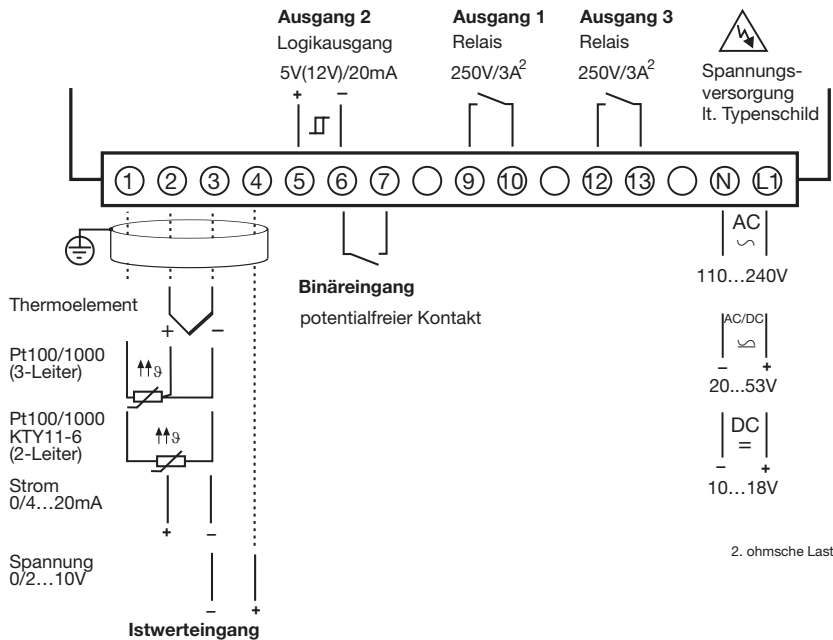 Ausgang 2
Logikausgang
5V(12V)/20mA
+ −
Ausgang 1
Relais
250V/3A²
Ausgang 3
Relais
250V/3A²
Spannungs-
versorgung
lt. Typenschild
1 2 3 4 5 6 7 9 10 12 13 N L1
AC
110...240V
Binäreingang
potentialfreier Kontakt
Thermoelement
+ −
AC/DC
− +
20...53V
Pt100/1000
(3-Leiter)
ϑ
Pt100/1000
KTY11-6
(2-Leiter)
ϑ
DC
=
− +
10...18V
Strom
0/4...20mA
+ −
Spannung
0/2...10V
− +
Istwerteingang
2. ohmsche Last